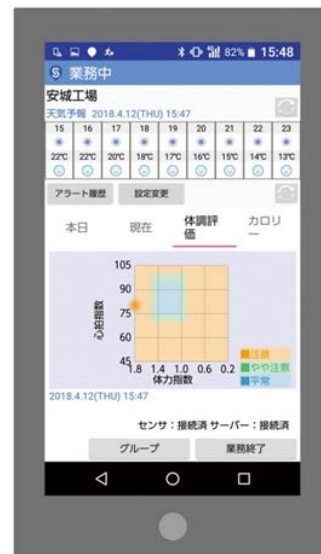 82% 15:48
業務中
安城工場
天気予報 2018.4.12(THU) 15:47
15 16 17 18 19 20 21 22 23
22℃ 22℃ 20℃ 18℃ 17℃ 16℃ 15℃ 14℃ 13℃
アラート履歴 設定変更
本日 現在 体調評価 カロリー
105
90
75
60
45
心拍指数
1.8 1.4 1.0 0.6 0.2
体力指数
注意
やや注意
平常
2018.4.12(THU) 15:47
センサ：接続済 サーバー：接続済
グループ 業務終了